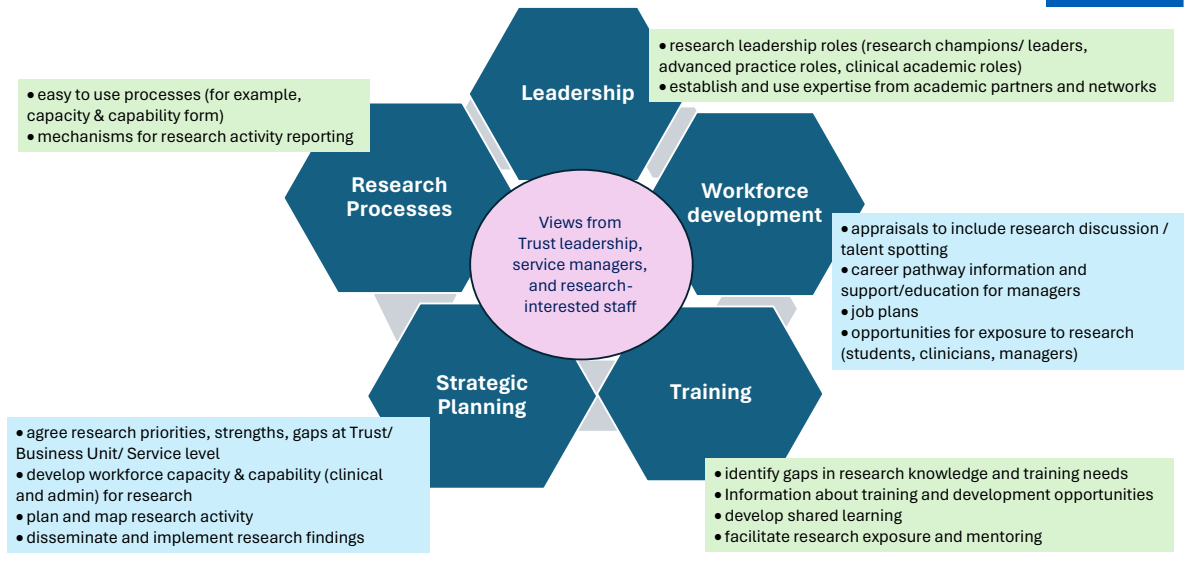 Leadership
• research leadership roles (research champions/ leaders,
advanced practice roles, clinical academic roles)
• establish and use expertise from academic partners and networks
• easy to use processes (for example,
capacity & capability form)
• mechanisms for research activity reporting
Research
Processes
Workforce
development
• appraisals to include research discussion /
talent spotting
• career pathway information and
support/education for managers
• job plans
• opportunities for exposure to research
(students, clinicians, managers)
Views from
Trust leadership,
service managers,
and research-
interested staff
Strategic
Planning
• agree research priorities, strengths, gaps at Trust/
Business Unit/ Service level
• develop workforce capacity & capability (clinical
and admin) for research
• plan and map research activity
• disseminate and implement research findings
Training
• identify gaps in research knowledge and training needs
• Information about training and development opportunities
• develop shared learning
• facilitate research exposure and mentoring